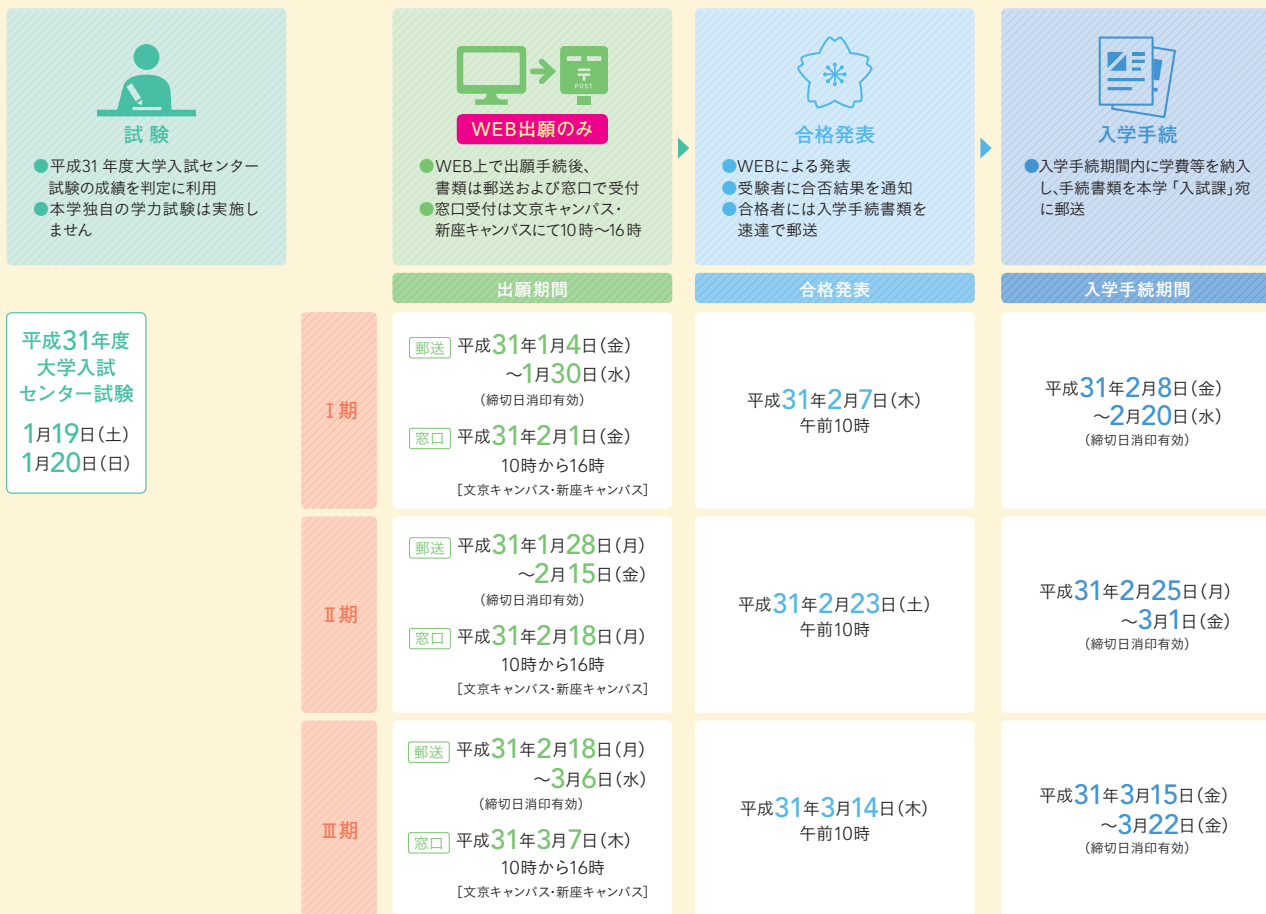 試験
●平成31年度大学入試センター
試験の成績を判定に利用
●本学独自の学力試験は実施し
ません
POST
WEB出願のみ
●WEB上で出願手続後、
書類は郵送および窓口で受付
●窓口受付は文京キャンパス・
新座キャンパスにて10時〜16時
合格発表
●WEBによる発表
●受験者に合否結果を通知
●合格者には入学手続書類を
速達で郵送
入学手続
●入学手続期間内に学費等を納入
し、手続書類を本学「入試課」宛
に郵送
出願期間
合格発表
入学手続期間
平成31年度
大学入試
センター試験
1月19日(土)
1月20日(日)
Ⅰ期
郵送 平成31年1月4日(金)
〜1月30日(水)
(締切日消印有効)
窓口 平成31年2月1日(金)
10時から16時
[文京キャンパス・新座キャンパス]
平成31年2月7日(木)
午前10時
平成31年2月8日(金)
〜2月20日(水)
(締切日消印有効)
Ⅱ期
郵送 平成31年1月28日(月)
〜2月15日(金)
(締切日消印有効)
窓口 平成31年2月18日(月)
10時から16時
[文京キャンパス・新座キャンパス]
平成31年2月23日(土)
午前10時
平成31年2月25日(月)
〜3月1日(金)
(締切日消印有効)
Ⅲ期
郵送 平成31年2月18日(月)
〜3月6日(水)
(締切日消印有効)
窓口 平成31年3月7日(木)
10時から16時
[文京キャンパス・新座キャンパス]
平成31年3月14日(木)
午前10時
平成31年3月15日(金)
〜3月22日(金)
(締切日消印有効)